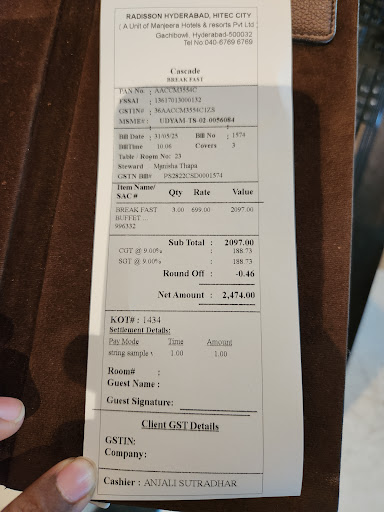 RADISSON HYDERABAD, HITEC CITY
( A Unit of Manjeera Hotels & resorts Pvt Ltd
Gachibowli, Hyderabad-500032
Tel No:040-6769 6769
Cascade
BREAK FAST
PAN No. : AACCM3554C
FSSAI : 13617013000132
GSTIN# : 36AACCM3554C1ZS
MSME# : UDYAM-TS-02-0056084
Bill Date : 31/05/25 Bill No : 1574
BillTime : 10.06 Covers : 3
Table / Room No: 23
Steward : Manisha Thapa
GSTN Bill# : PS2822CSD0001574
Item Name/ SAC # Qty Rate Value
BREAK FAST 3.00 699.00 2097.00
BUFFET ...
996332
Sub Total : 2097.00
CGT @ 9.00% : 188.73
SGT @ 9.00% : 188.73
Round Off : -0.46
Net Amount : 2,474.00
KOT# : 1434
Settlement Details:
Pay Mode Time Amount
string sample v 1.00 1.00
Room# :
Guest Name :
Guest Signature:
Client GST Details
GSTIN:
Company:
Cashier : ANJALI SUTRADHAR